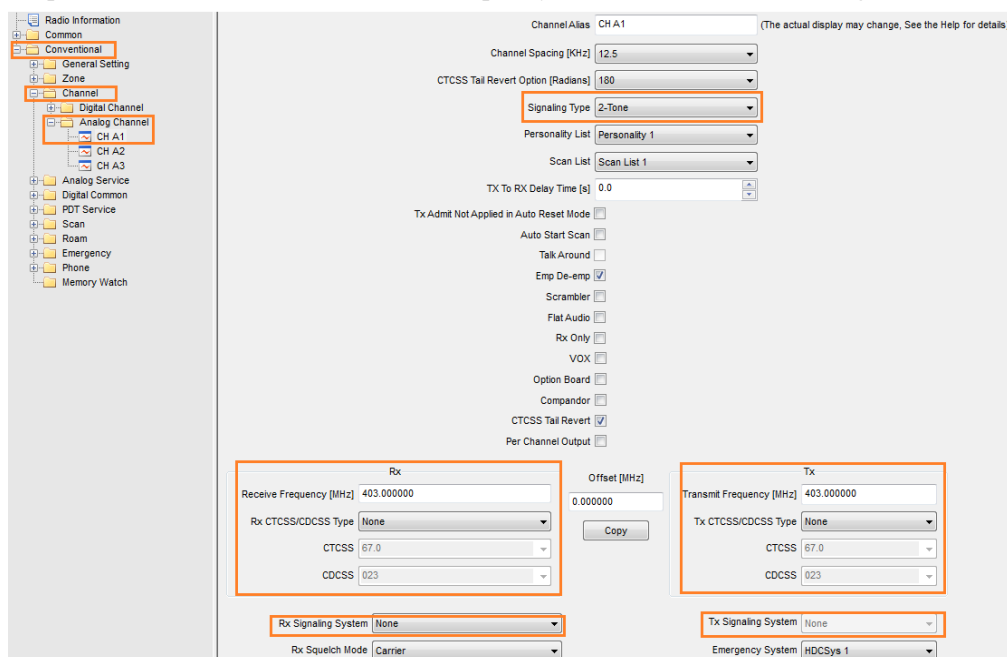 Radio Information
Common
Conventional
General Setting
Zone
Channel
Digital Channel
Analog Channel
CH A1
CH A2
CH A3
Analog Service
Digital Common
PDT Service
Scan
Roam
Emergency
Phone
Memory Watch
Channel Alias CH A1 (The actual display may change, See the Help for details
Channel Spacing [KHz] 12.5
CTCSS Tail Revert Option [Radians] 180
Signaling Type 2-Tone
Personality List Personality 1
Scan List Scan List 1
TX To RX Delay Time [s] 0.0
Tx Admit Not Applied in Auto Reset Mode
Auto Start Scan
Talk Around
Emp De-emp
Scrambler
Flat Audio
Rx Only
VOX
Option Board
Compandor
CTCSS Tail Revert
Per Channel Output
Rx
Receive Frequency [MHz] 403.000000
Rx CTCSS/CDCSS Type None
CTCSS 67.0
CDCSS 023
Offset [MHz]
0.000000
Copy
Tx
Transmit Frequency [MHz] 403.000000
Tx CTCSS/CDCSS Type None
CTCSS 67.0
CDCSS 023
Rx Signaling System None
Tx Signaling System None
Rx Squelch Mode Carrier
Emergency System HDCSys 1